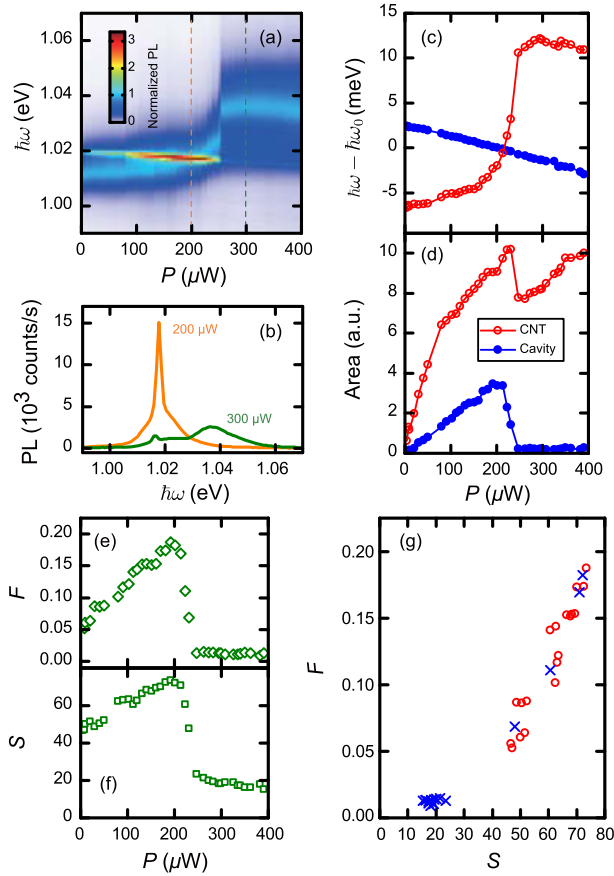 (a)
Normalized PL
3
2
1
0
1.06
1.04
1.02
1.00
ħω (eV)
0 100 200 300 400
P (μW)
(b)
200 μW
300 μW
15
10
5
0
PL (10³ counts/s)
1.00 1.02 1.04 1.06
ħω (eV)
(c)
10
5
0
-5
ħω − ħω₀ (meV)
(d)
CNT
Cavity
10
8
6
4
2
0
Area (a.u.)
0 100 200 300 400
P (μW)
(e)
0.20
0.15
0.10
0.05
0.00
F
(f)
60
40
20
0
S
0 100 200 300 400
P (μW)
(g)
0.20
0.15
0.10
0.05
0.00
F
0 10 20 30 40 50 60 70 80
S